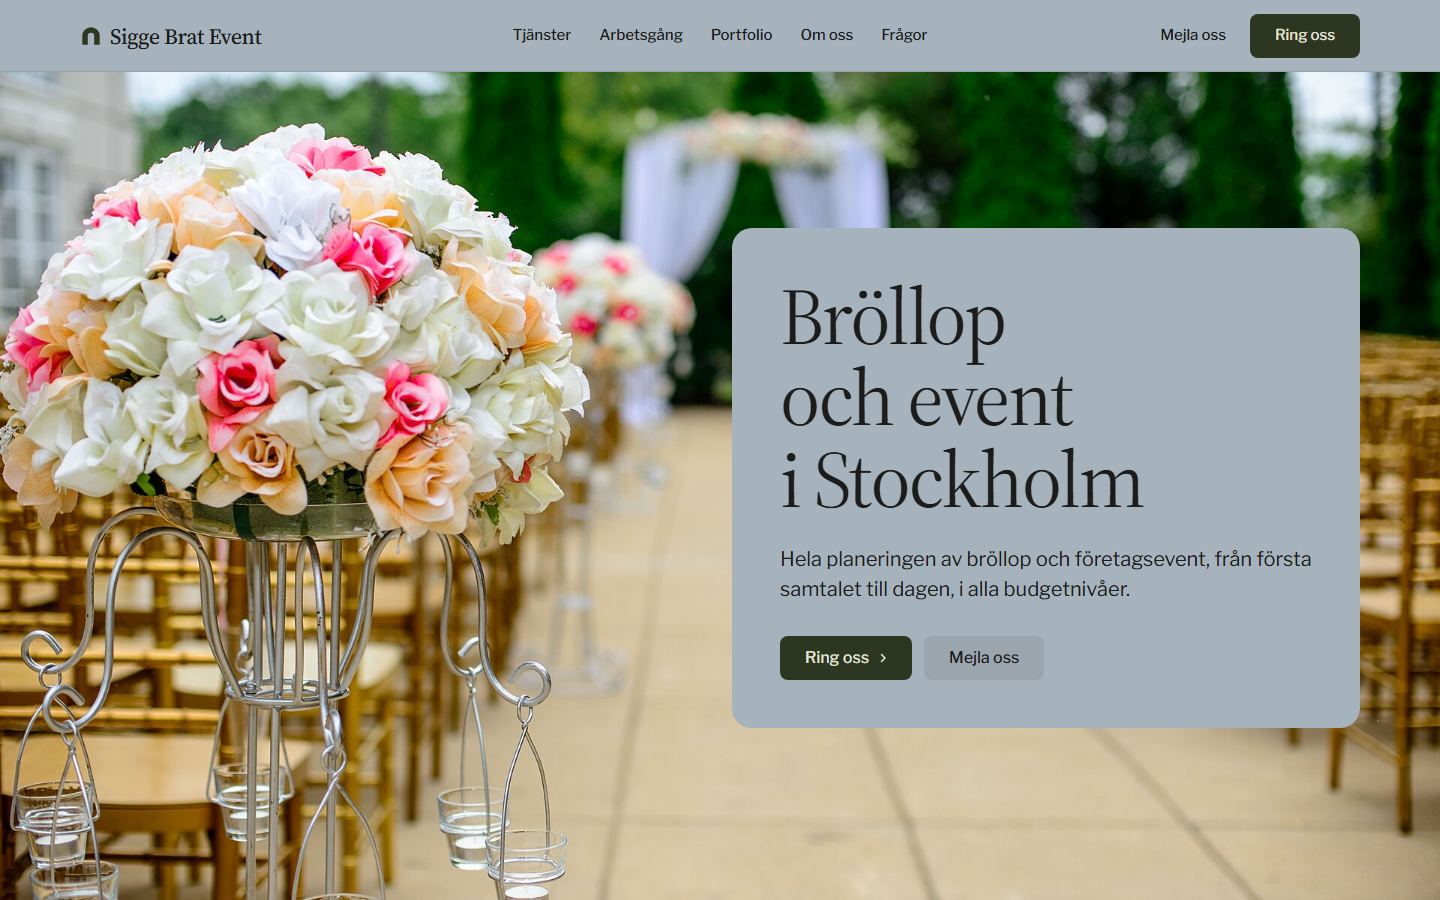 Sigge Brat Event
Tjänster
Arbetsgång
Portfolio
Om oss
Frågor
Mejla oss
Ring oss
Bröllop
och event
i Stockholm
Hela planeringen av bröllop och företagsevent, från första
samtalet till dagen, i alla budgetnivåer.
Ring oss
Mejla oss